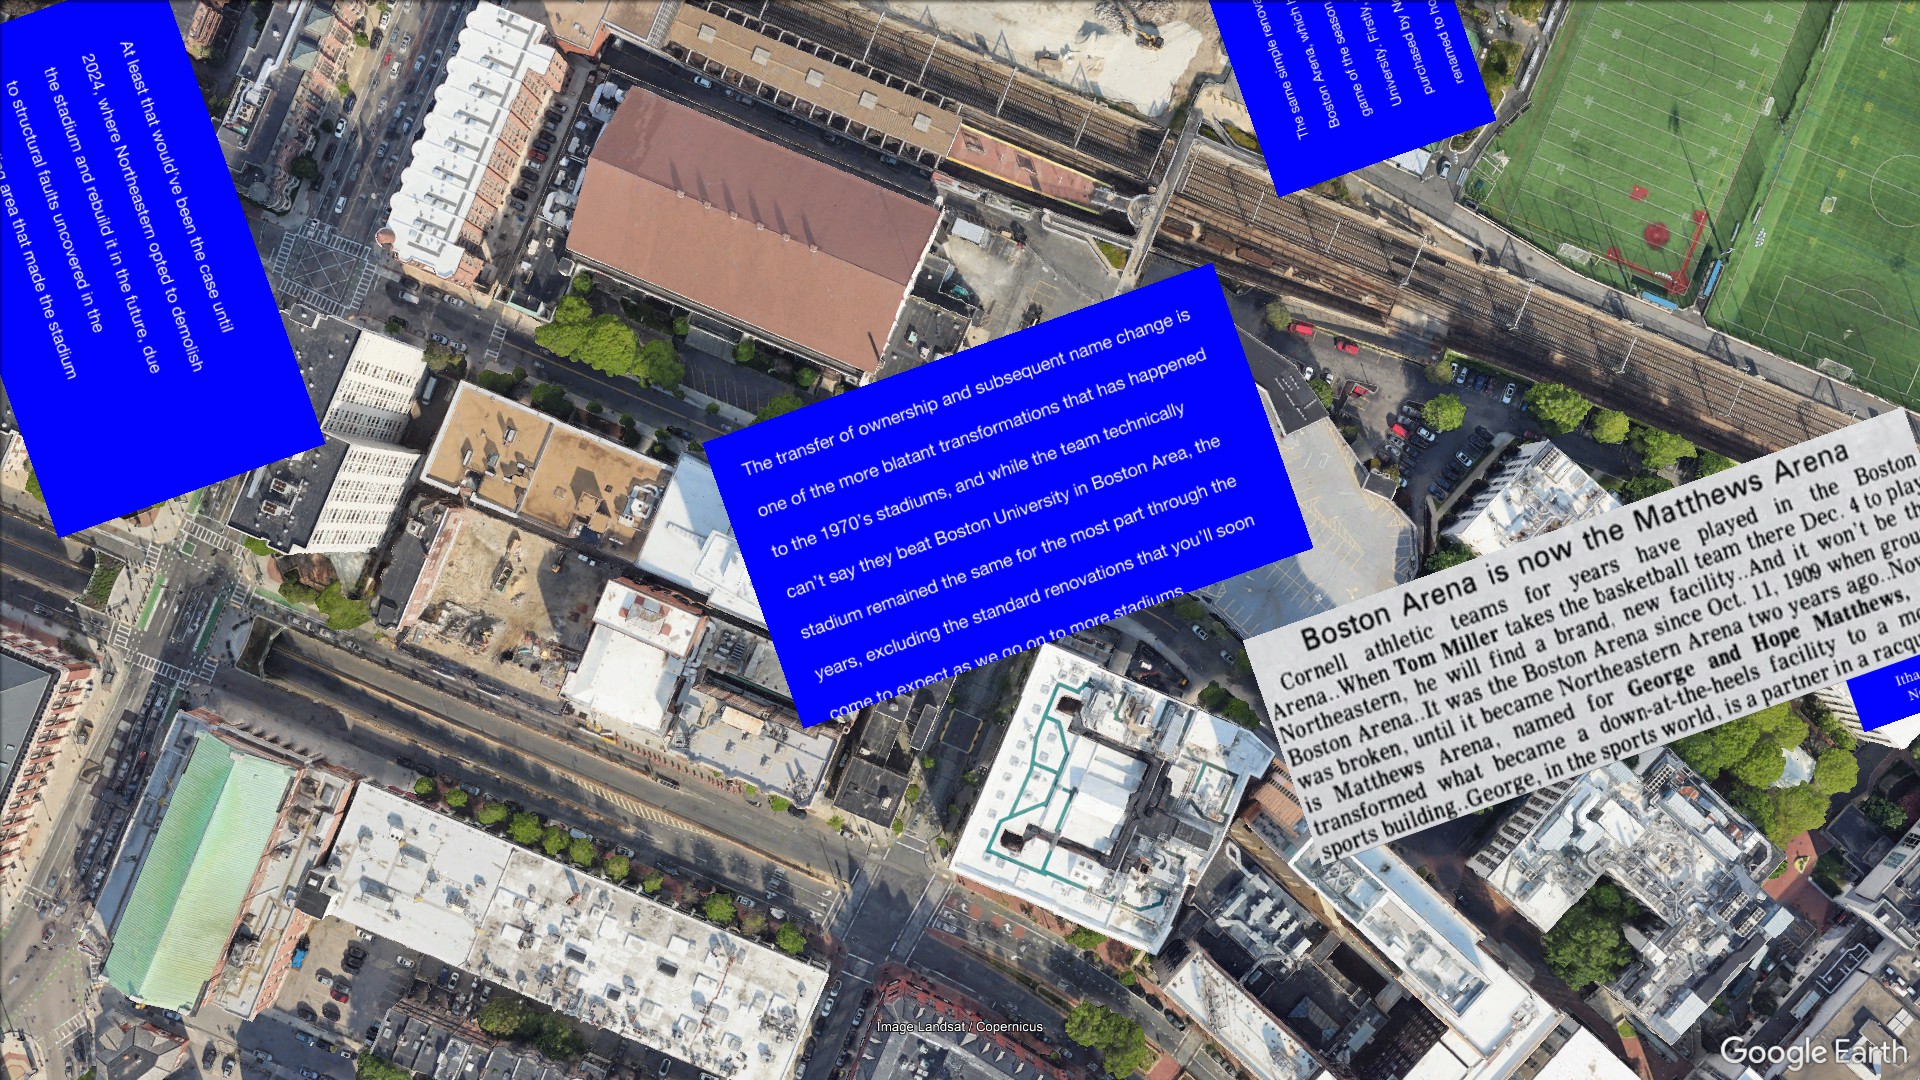 At least that would've been the case until
2024, where Northeastern opted to demolish
the stadium and rebuild it in the future, due
to structural faults uncovered in the
area that made the stadium
The same simple
Boston Arena, which
game of the season
University. Firstly,
purchased by
renamed to
The transfer of ownership and subsequent name change is
one of the more blatant transformations that has happened
to the 1970's stadiums, and while the team technically
can't say they beat Boston University in Boston Area, the
stadium remained the same for the most part through the
years, excluding the standard renovations that you'll soon
come to expect as we go on to more stadiums.
Boston Arena is now the Matthews Arena
Cornell athletic teams for years have played in the Boston
Arena..When Tom Miller takes the basketball team there Dec. 4 to play
Northeastern, he will find a brand, new facility..And it won't be the
Boston Arena..It was the Boston Arena since Oct. 11, 1909 when
was broken, until it became Northeastern Arena two years ago..Now
is Matthews Arena, named for George and Hope Matthews,
transformed what became a down-at-the-heels facility to a
sports building..George, in the sports world, is a partner in a
Image Landsat / Copernicus
Google Earth